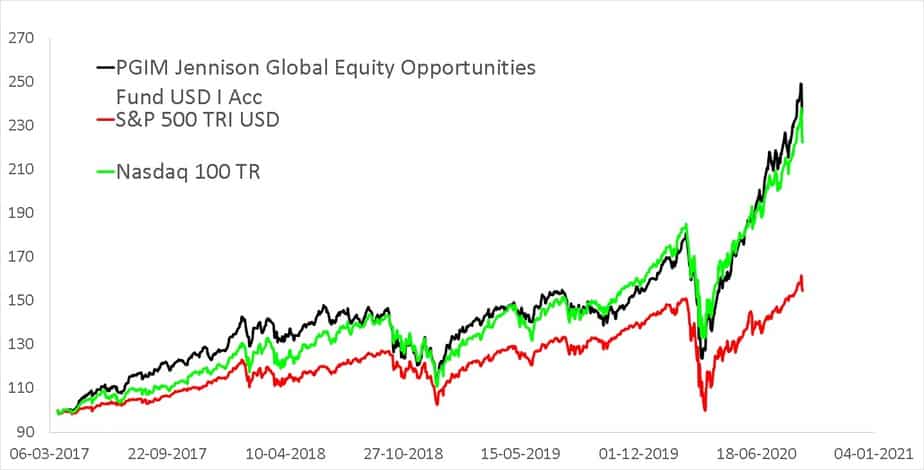 270
PGIM Jennison Global Equity Opportunities
250
Fund USD I Acc
S&P 500 TRI USD
230
Nasdaq 100 TR
210
190
170
150
130
110
90
06-03-2017 22-09-2017 10-04-2018 27-10-2018 15-05-2019 01-12-2019 18-06-2020 04-01-2021